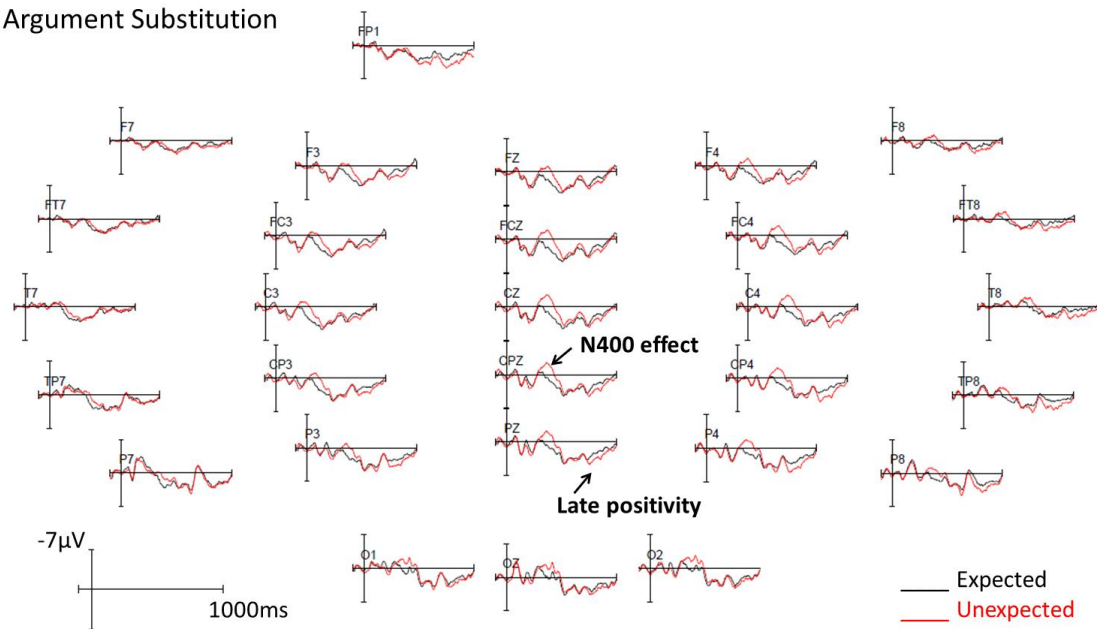 Argument Substitution
FP1
F7
F3
FZ
F4
F8
FT7
FC3
FCZ
FC4
FT8
T7
C3
CZ
C4
T8
N400 effect
TP7
CP3
CPZ
CP4
TP8
P7
P3
PZ
P4
P8
Late positivity
-7μV
1000ms
O1
OZ
O2
Expected
Unexpected